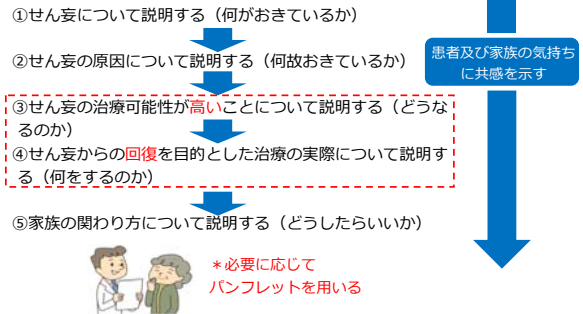 ①せん妄について説明する（何がおきているか）
②せん妄の原因について説明する（何故おきているか）
③せん妄の治療可能性が高いことについて説明する（どうな
るのか）
④せん妄からの回復を目的とした治療の実際について説明す
る（何をするのか）
⑤家族の関わり方について説明する（どうしたらいいか）
患者及び家族の気持ち
に共感を示す
＊必要に応じて
パンフレットを用いる